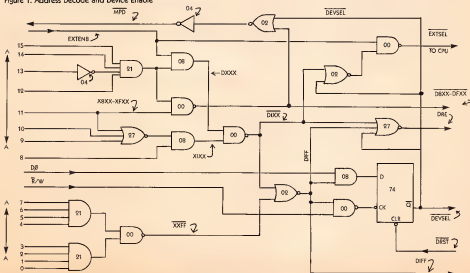 Figure 1. Address Decode and Device Enable
MPD
04
02
DEVSEL
EXTENB
00
EXTSEL
TO CPU
15
14
13
12
04
21
08
DXXX
02
X8XX-XFXX
00
D8XX-DFXX
A
A
11
10
9
27
08
00
DIXX
27
DRE
XIXX
8
DIFF
DØ
R/W
02
08
D
74
CK
Q
CLR
00
DEVSEL
A
A
7
6
5
4
21
XXFF
00
3
2
1
0
21
DEST
DIFF